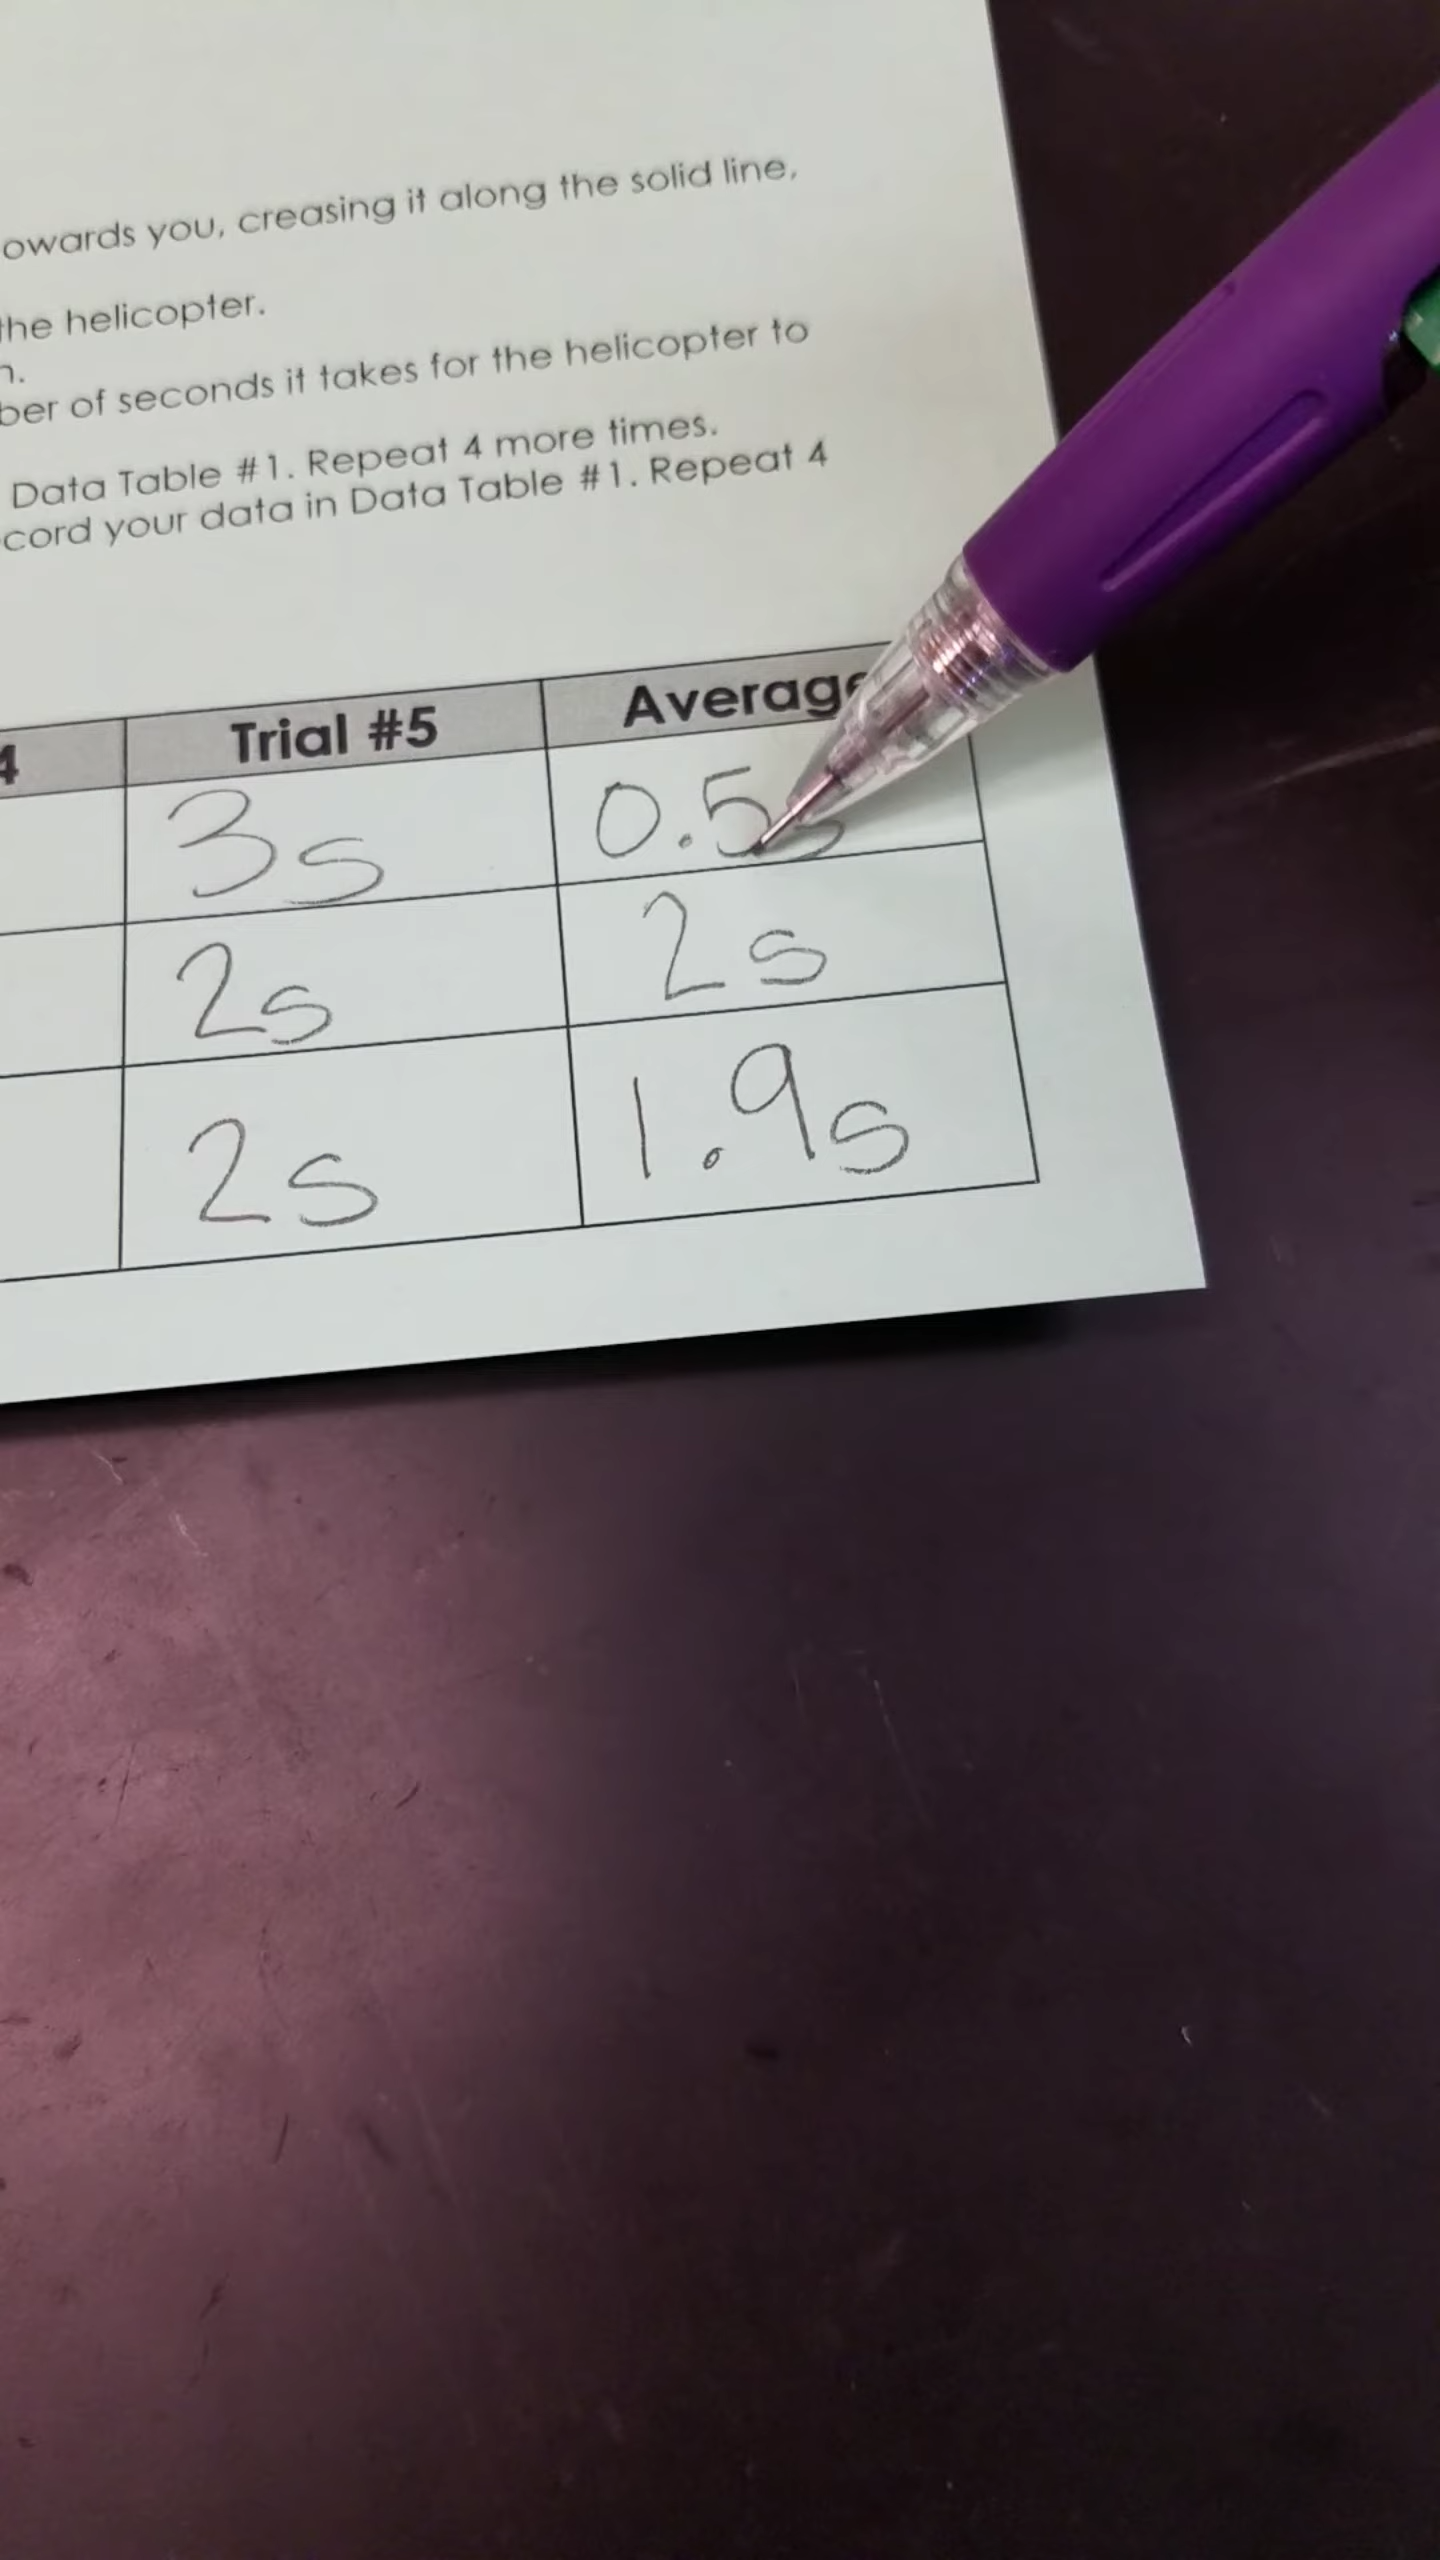 owards you, creasing it along the solid line,
the helicopter.
n.
ber of seconds it takes for the helicopter to
Data Table #1. Repeat 4 more times.
cord your data in Data Table #1. Repeat 4
4 Trial #5 Average
3s 0.5s
2s 2s
2s 1.9s